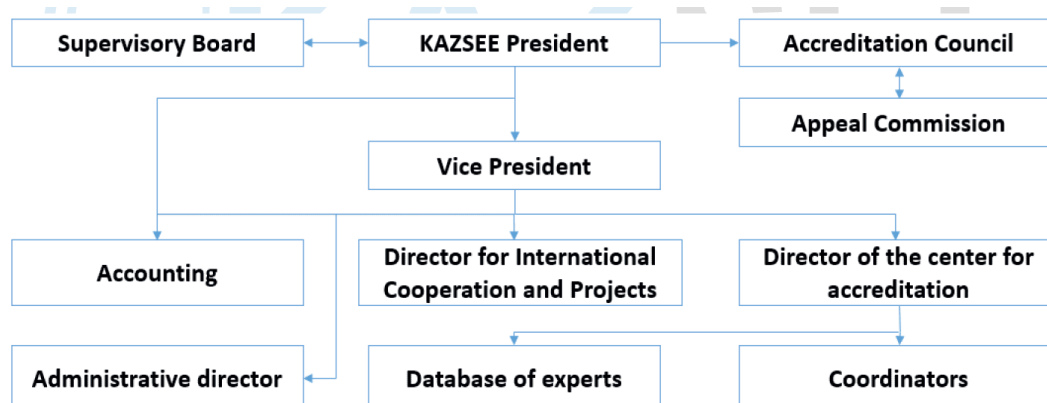 Supervisory Board
KAZSEE President
Accreditation Council
Appeal Commission
Vice President
Accounting
Director for International
Cooperation and Projects
Director of the center for
accreditation
Administrative director
Database of experts
Coordinators